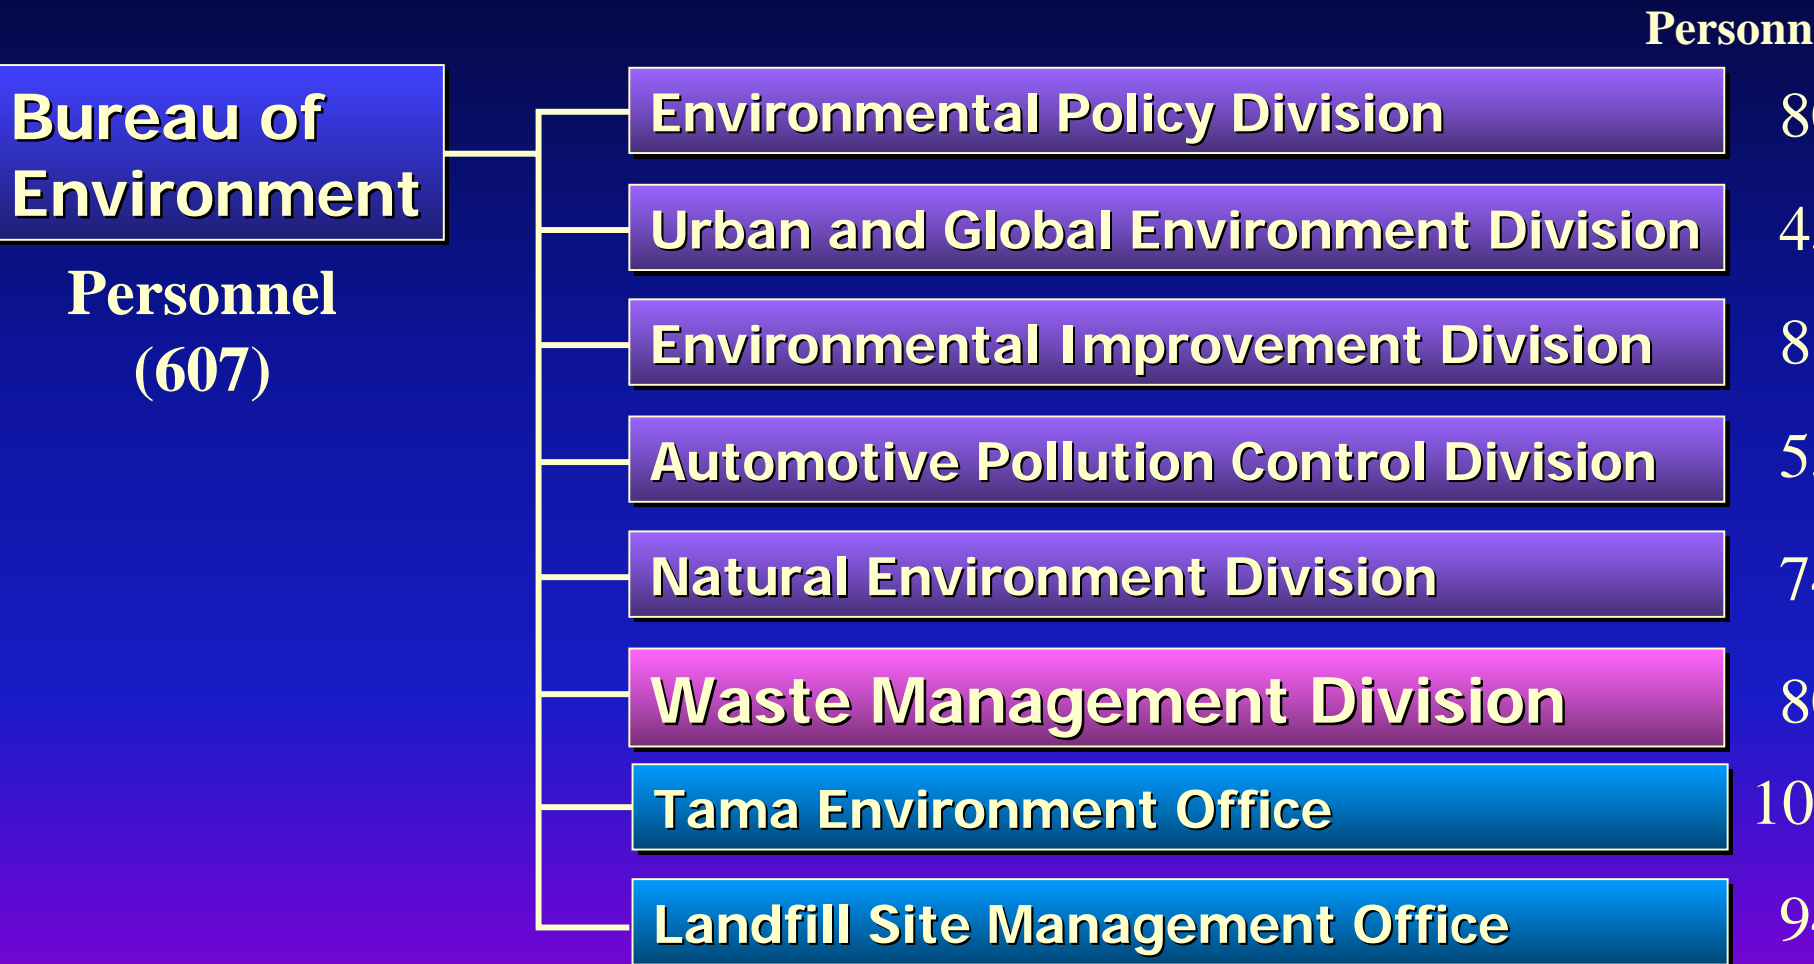 Bureau of
Environment
Personnel
(607)
Environmental Policy Division
Urban and Global Environment Division
Environmental Improvement Division
Automotive Pollution Control Division
Natural Environment Division
Waste Management Division
Tama Environment Office
Landfill Site Management Office